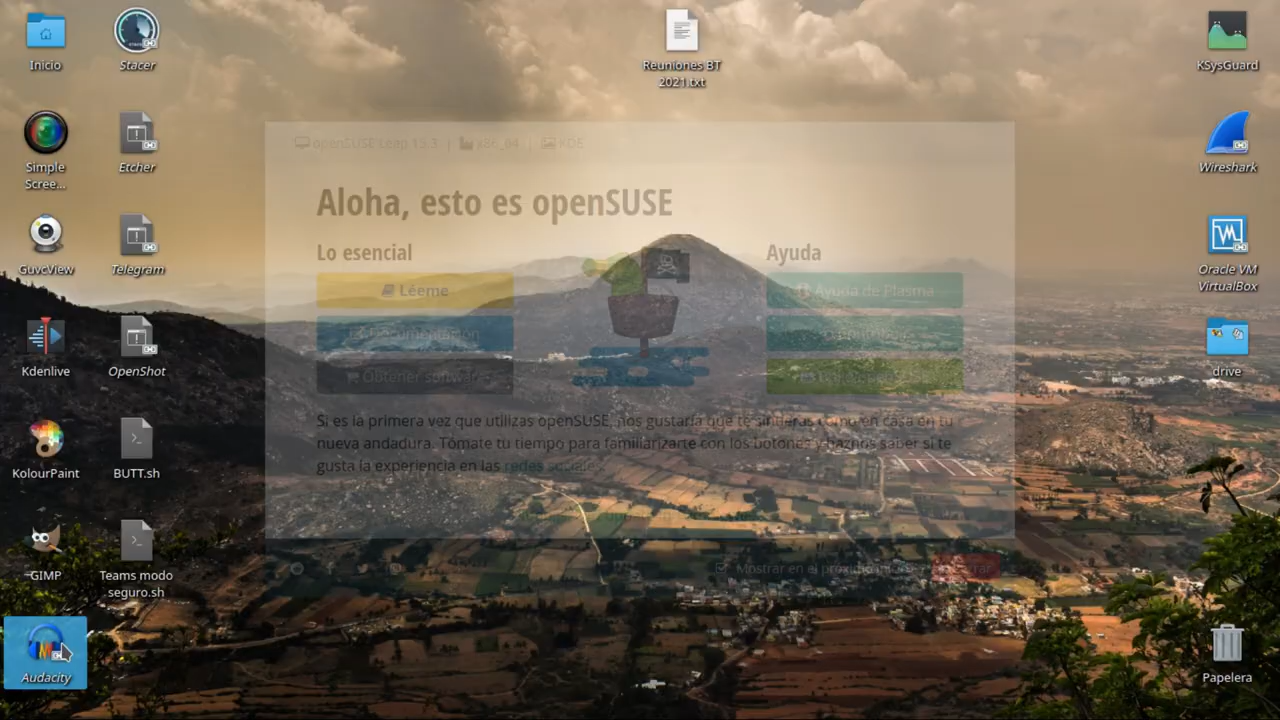 Inicio
Stacer
Reuniones BT
2021.txt
KSysGuard
Simple
Scree...
Etcher
Wireshark
openSUSE Leap 15.3 | x86_64 | KDE
Aloha, esto es openSUSE
Lo esencial
Ayuda
GuvcView
Telegram
Léeme
Ayuda de Plasma
Oracle VM
VirtualBox
Documentación
Obtener software
Kdenlive
OpenShot
drive
Si es la primera vez que utilizas openSUSE, nos gustaría que te sintieras como en casa en tu
nueva andadura. Tómate tu tiempo para familiarizarte con los botones y haznos saber si te
gusta la experiencia en las redes sociales.
KolourPaint
BUTT.sh
GIMP
Teams modo
seguro.sh
Mostrar en el próximo inicio
Audacity
Papelera